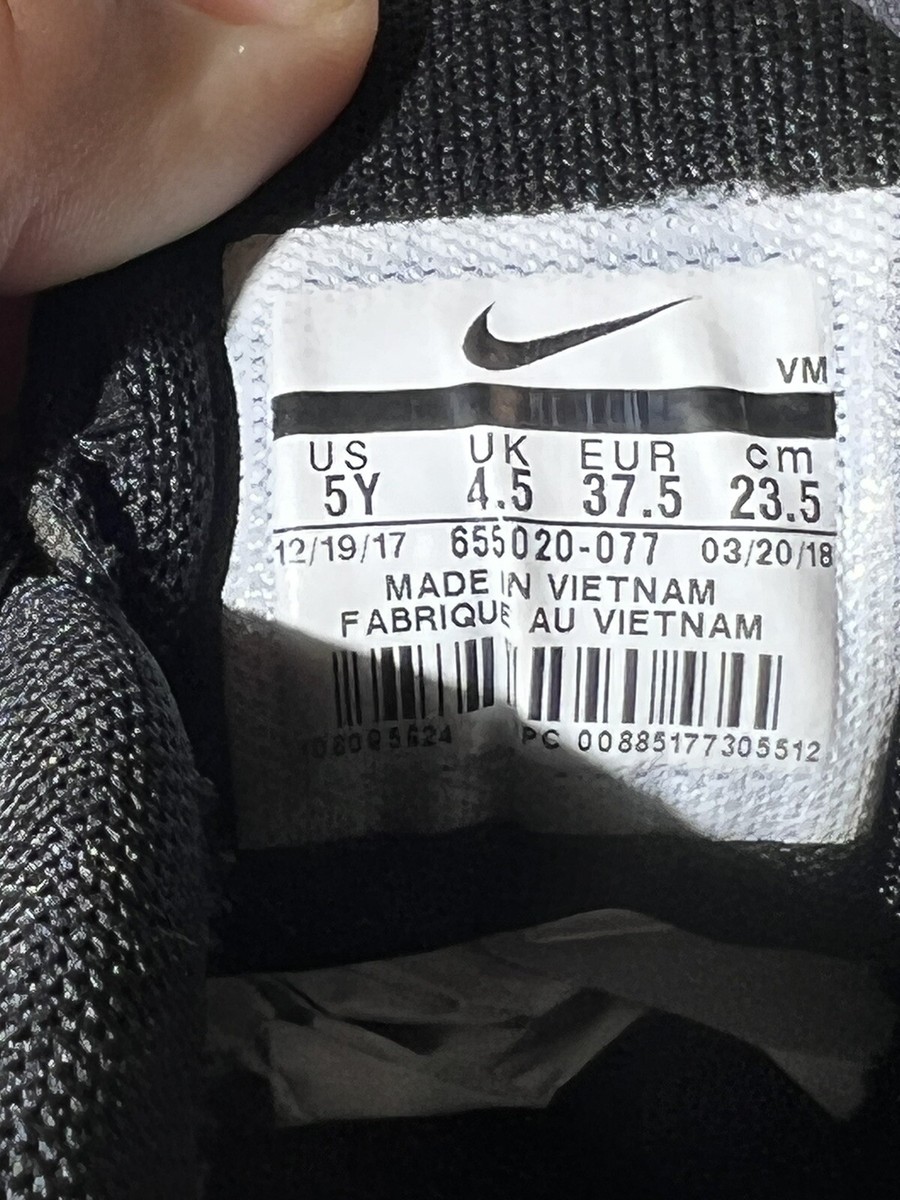 VM
US UK EUR cm
5Y 4.5 37.5 23.5
12/19/17 655020-077 03/20/18
MADE IN VIETNAM
FABRIQUE AU VIETNAM
PC 00885177305512